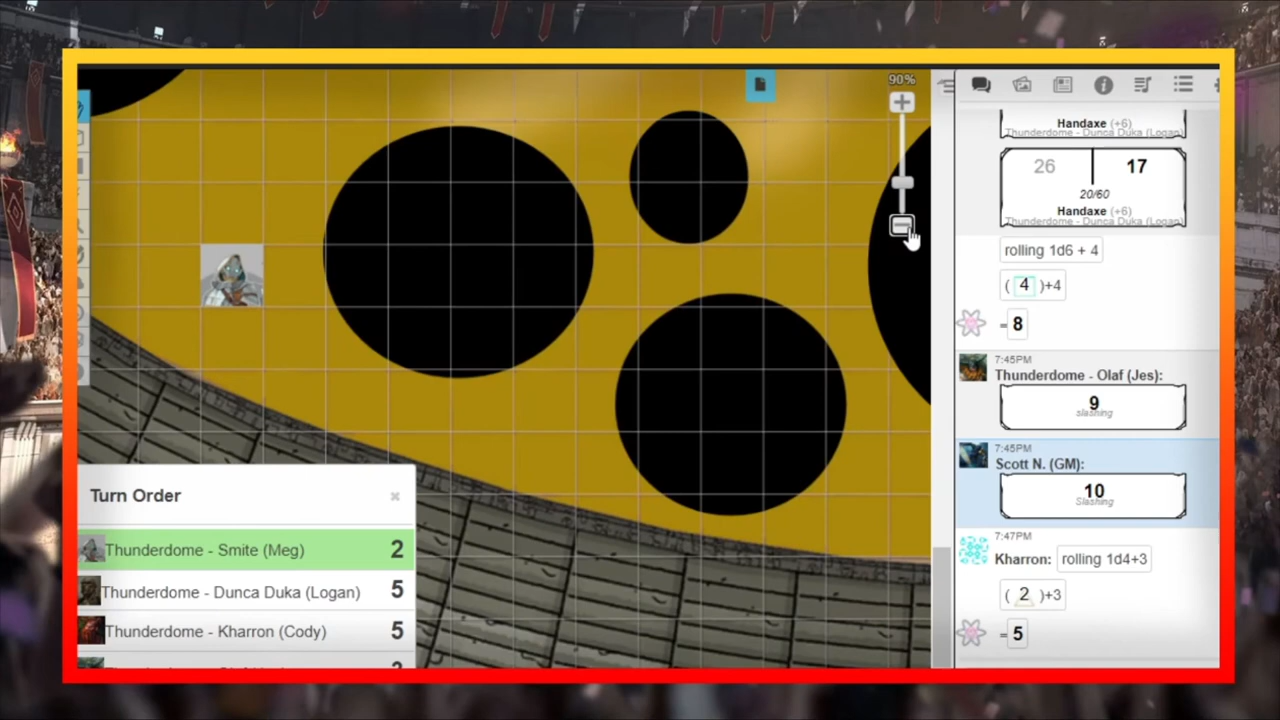 90%
Handaxe (+6)
Thunderdome - Dunca Duka (Logan)
26 17
20/60
Handaxe (+6)
Thunderdome - Dunca Duka (Logan)
rolling 1d6 + 4
( 4 )+4
=8
7:45PM
Thunderdome - Olaf (Jes):
9
slashing
7:45PM
Scott N. (GM):
10
Slashing
7:47PM
Kharron: rolling 1d4+3
( 2 )+3
=5
Turn Order ×
Thunderdome - Smite (Meg) 2
Thunderdome - Dunca Duka (Logan) 5
Thunderdome - Kharron (Cody) 5